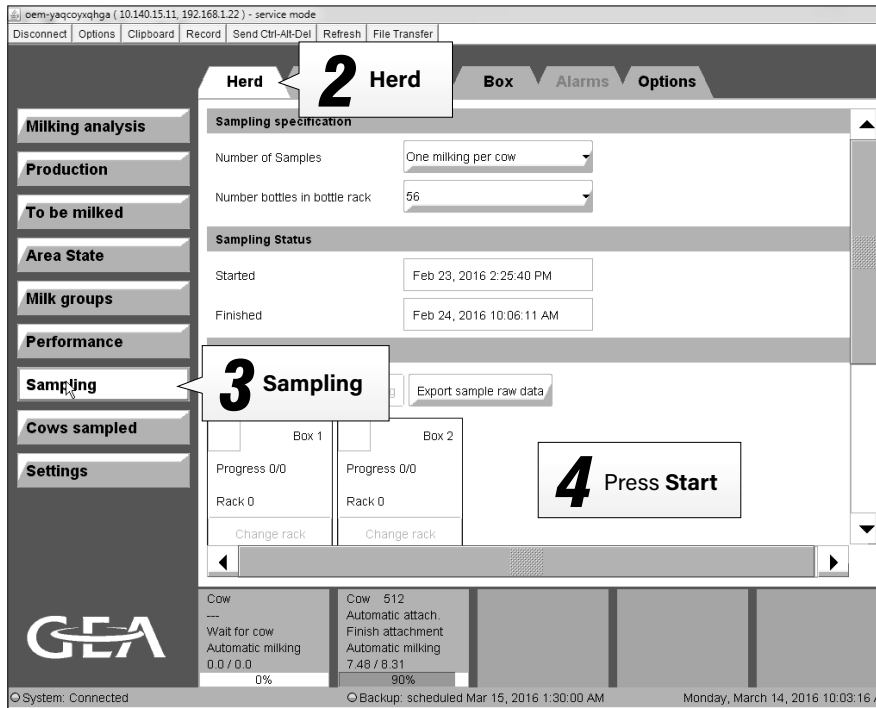 oem-yaqcoyxqhga ( 10.140.15.11, 192.168.1.22 ) - service mode
Disconnect Options Clipboard Record Send Ctrl-Alt-Del Refresh File Transfer
Herd 2 Herd Box Alarms Options
Milking analysis
Production
To be milked
Area State
Milk groups
Performance
Sampling
Cows sampled
Settings
Sampling specification
Number of Samples One milking per cow
Number bottles in bottle rack 56
Sampling Status
Started Feb 23, 2016 2:25:40 PM
Finished Feb 24, 2016 10:06:11 AM
3 Sampling
Export sample raw data
Box 1 Box 2
Progress 0/0 Progress 0/0
Rack 0 Rack 0
Change rack Change rack
4 Press Start
GEA
Cow
---
Wait for cow
Automatic milking
0.0 / 0.0
0%
Cow 512
Automatic attach.
Finish attachment
Automatic milking
7.48 / 8.31
90%
System: Connected Backup: scheduled Mar 15, 2016 1:30:00 AM Monday, March 14, 2016 10:03:16